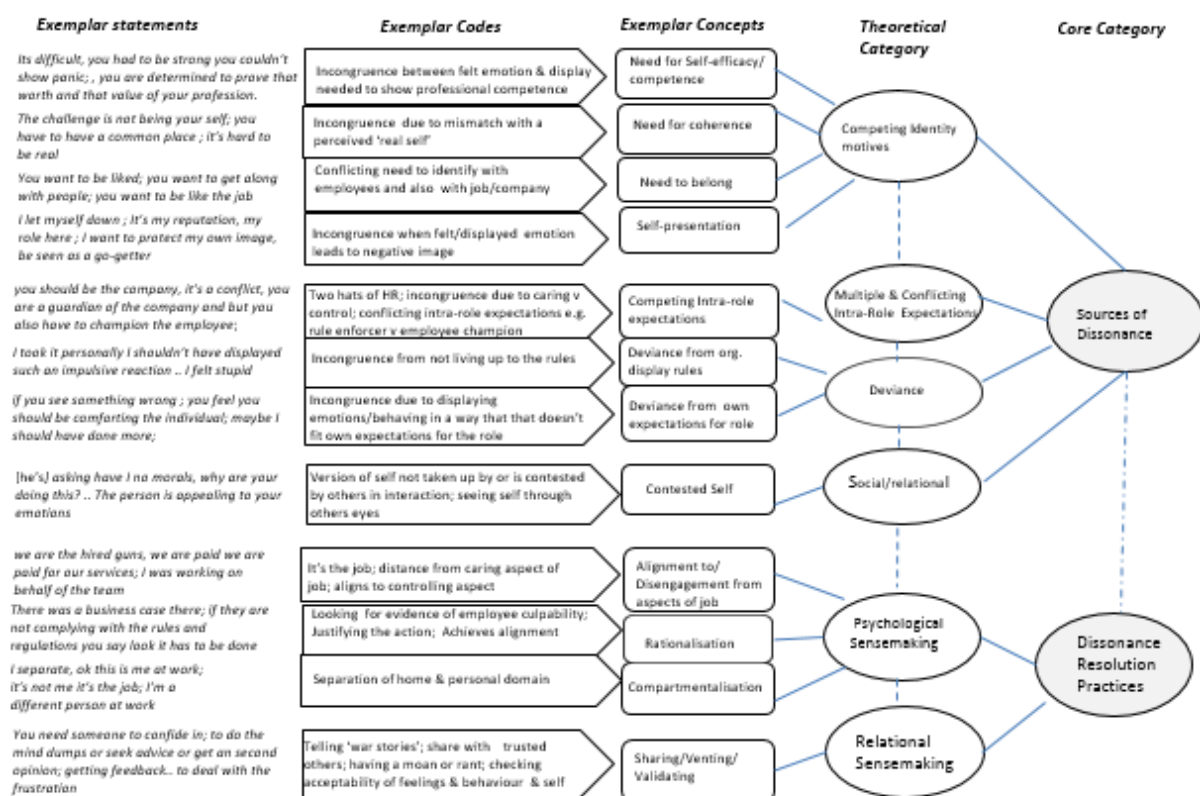 Exemplar statements
Exemplar Codes
Exemplar Concepts
Theoretical
Category
Core Category
Its difficult, you had to be strong you couldn't
show panic; , you are determined to prove that
worth and that value of your profession.
Incongruence between felt emotion & display
needed to show professional competence
Need for Self-efficacy/
competence
The challenge is not being your self; you
have to have a common place ; it's hard to
be real
Incongruence due to mismatch with a
perceived 'real self'
Need for coherence
Competing Identity
motives
You want to be liked; you want to get along
with people; you want to be like the job
Conflicting need to identify with
employees and also with job/company
Need to belong
I let myself down ; It's my reputation, my
role here ; I want to protect my own image,
be seen as a go-getter
Incongruence when felt/displayed emotion
leads to negative image
Self-presentation
you should be the company, it's a conflict, you
are a guardian of the company and but you
also have to champion the employee;
Two hats of HR; incongruence due to caring v
control; conflicting intra-role expectations e.g.
rule enforcer v employee champion
Competing Intra-role
expectations
Multiple & Conflicting
Intra-Role Expectations
Sources of
Dissonance
I took it personally I shouldn't have displayed
such an impulsive reaction .. I felt stupid
Incongruence from not living up to the rules
Deviance from org.
display rules
Deviance
if you see something wrong ; you feel you
should be comforting the individual; maybe I
should have done more;
Incongruence due to displaying
emotions/behaving in a way that that doesn't
fit own expectations for the role
Deviance from own
expectations for role
[he's] asking have I no morals, why are your
doing this? .. The person is appealing to your
emotions
Version of self not taken up by or is contested
by others in interaction; seeing self through
others eyes
Contested Self
Social/relational
we are the hired guns, we are paid we are
paid for our services; I was working on
behalf of the team
It's the job; distance from caring aspect of
job; aligns to controlling aspect
Alignment to/
Disengagement from
aspects of job
There was a business case there; if they are
not complying with the rules and
regulations you say look it has to be done
Looking for evidence of employee culpability;
Justifying the action; Achieves alignment
Rationalisation
Psychological
Sensemaking
Dissonance
Resolution
Practices
I separate, ok this is me at work;
it's not me it's the job; I'm a
different person at work
Separation of home & personal domain
Compartmentalisation
You need someone to confide in; to do the
mind dumps or seek advice or get an second
opinion; getting feedback.. to deal with the
frustration
Telling 'war stories'; share with trusted
others; having a moan or rant; checking
acceptability of feelings & behaviour & self
Sharing/Venting/
Validating
Relational
Sensemaking